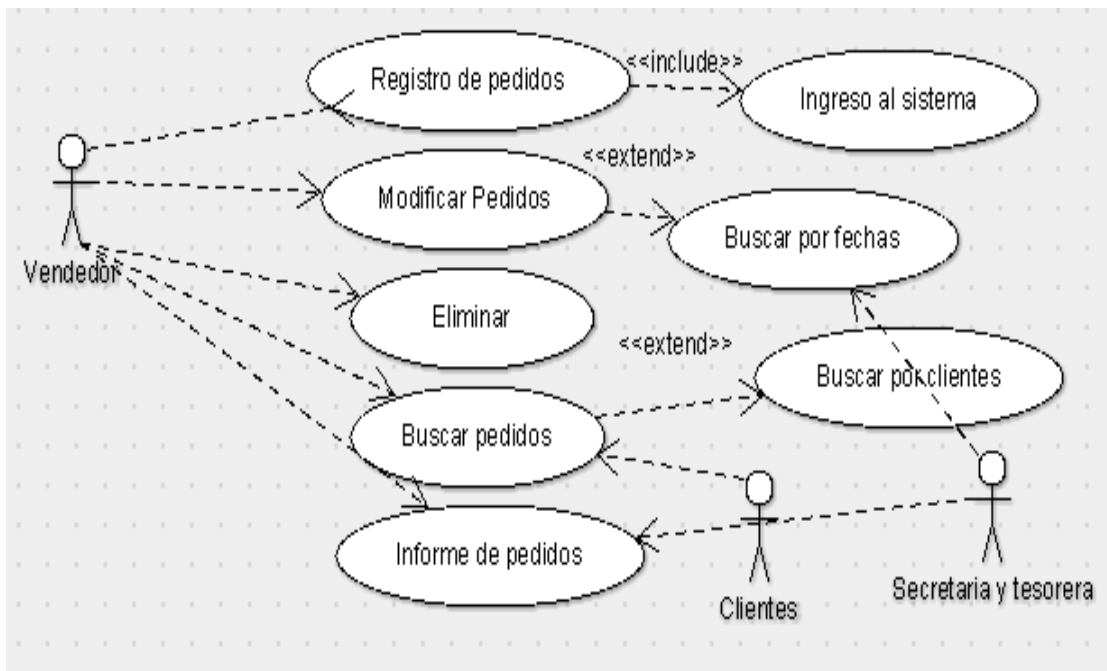 Registro de pedidos
<<include>>
Ingreso al sistema
<<extend>>
Modificar Pedidos
Buscar por fechas
Vendedor
Eliminar
<<extend>>
Buscar por clientes
Buscar pedidos
Informe de pedidos
Clientes
Secretaria y tesorera